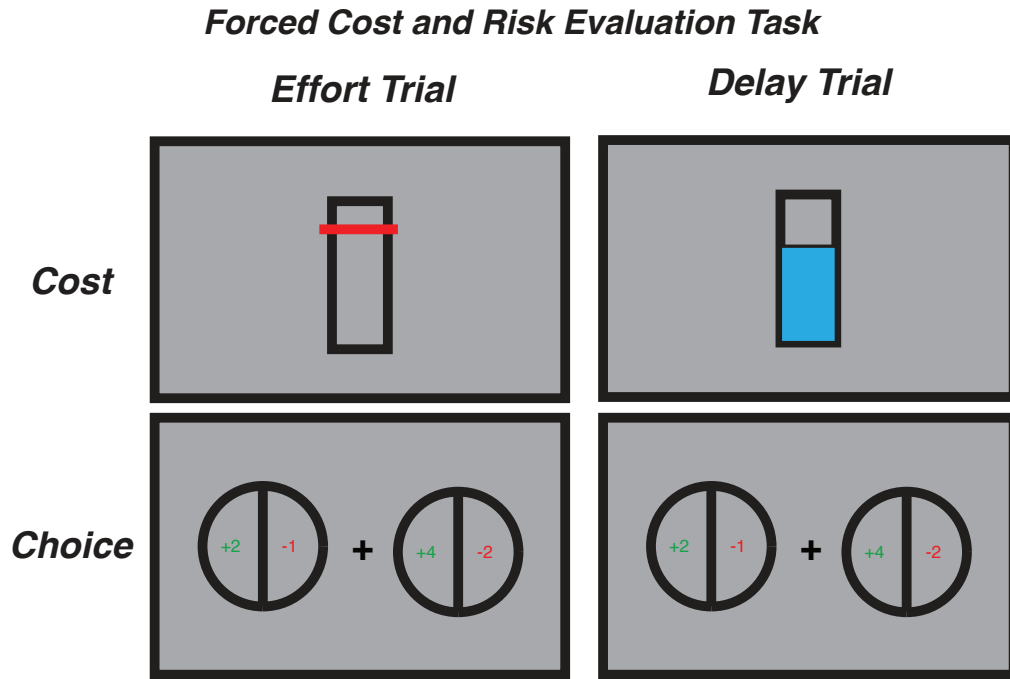 Forced Cost and Risk Evaluation Task
Effort Trial
Delay Trial
Cost
Choice
+2 -1 + +4 -2
+2 -1 + +4 -2